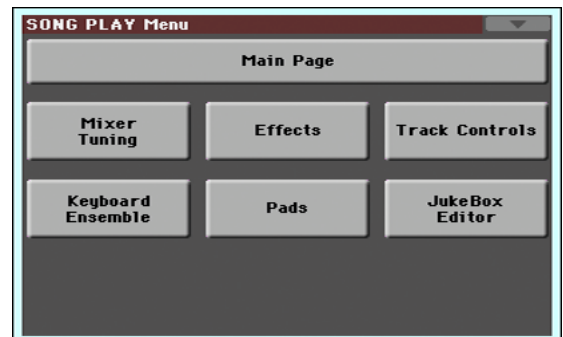 SONG PLAY Menu
Main Page
Mixer
Tuning
Effects
Track Controls
Keyboard
Ensemble
Pads
JukeBox
Editor